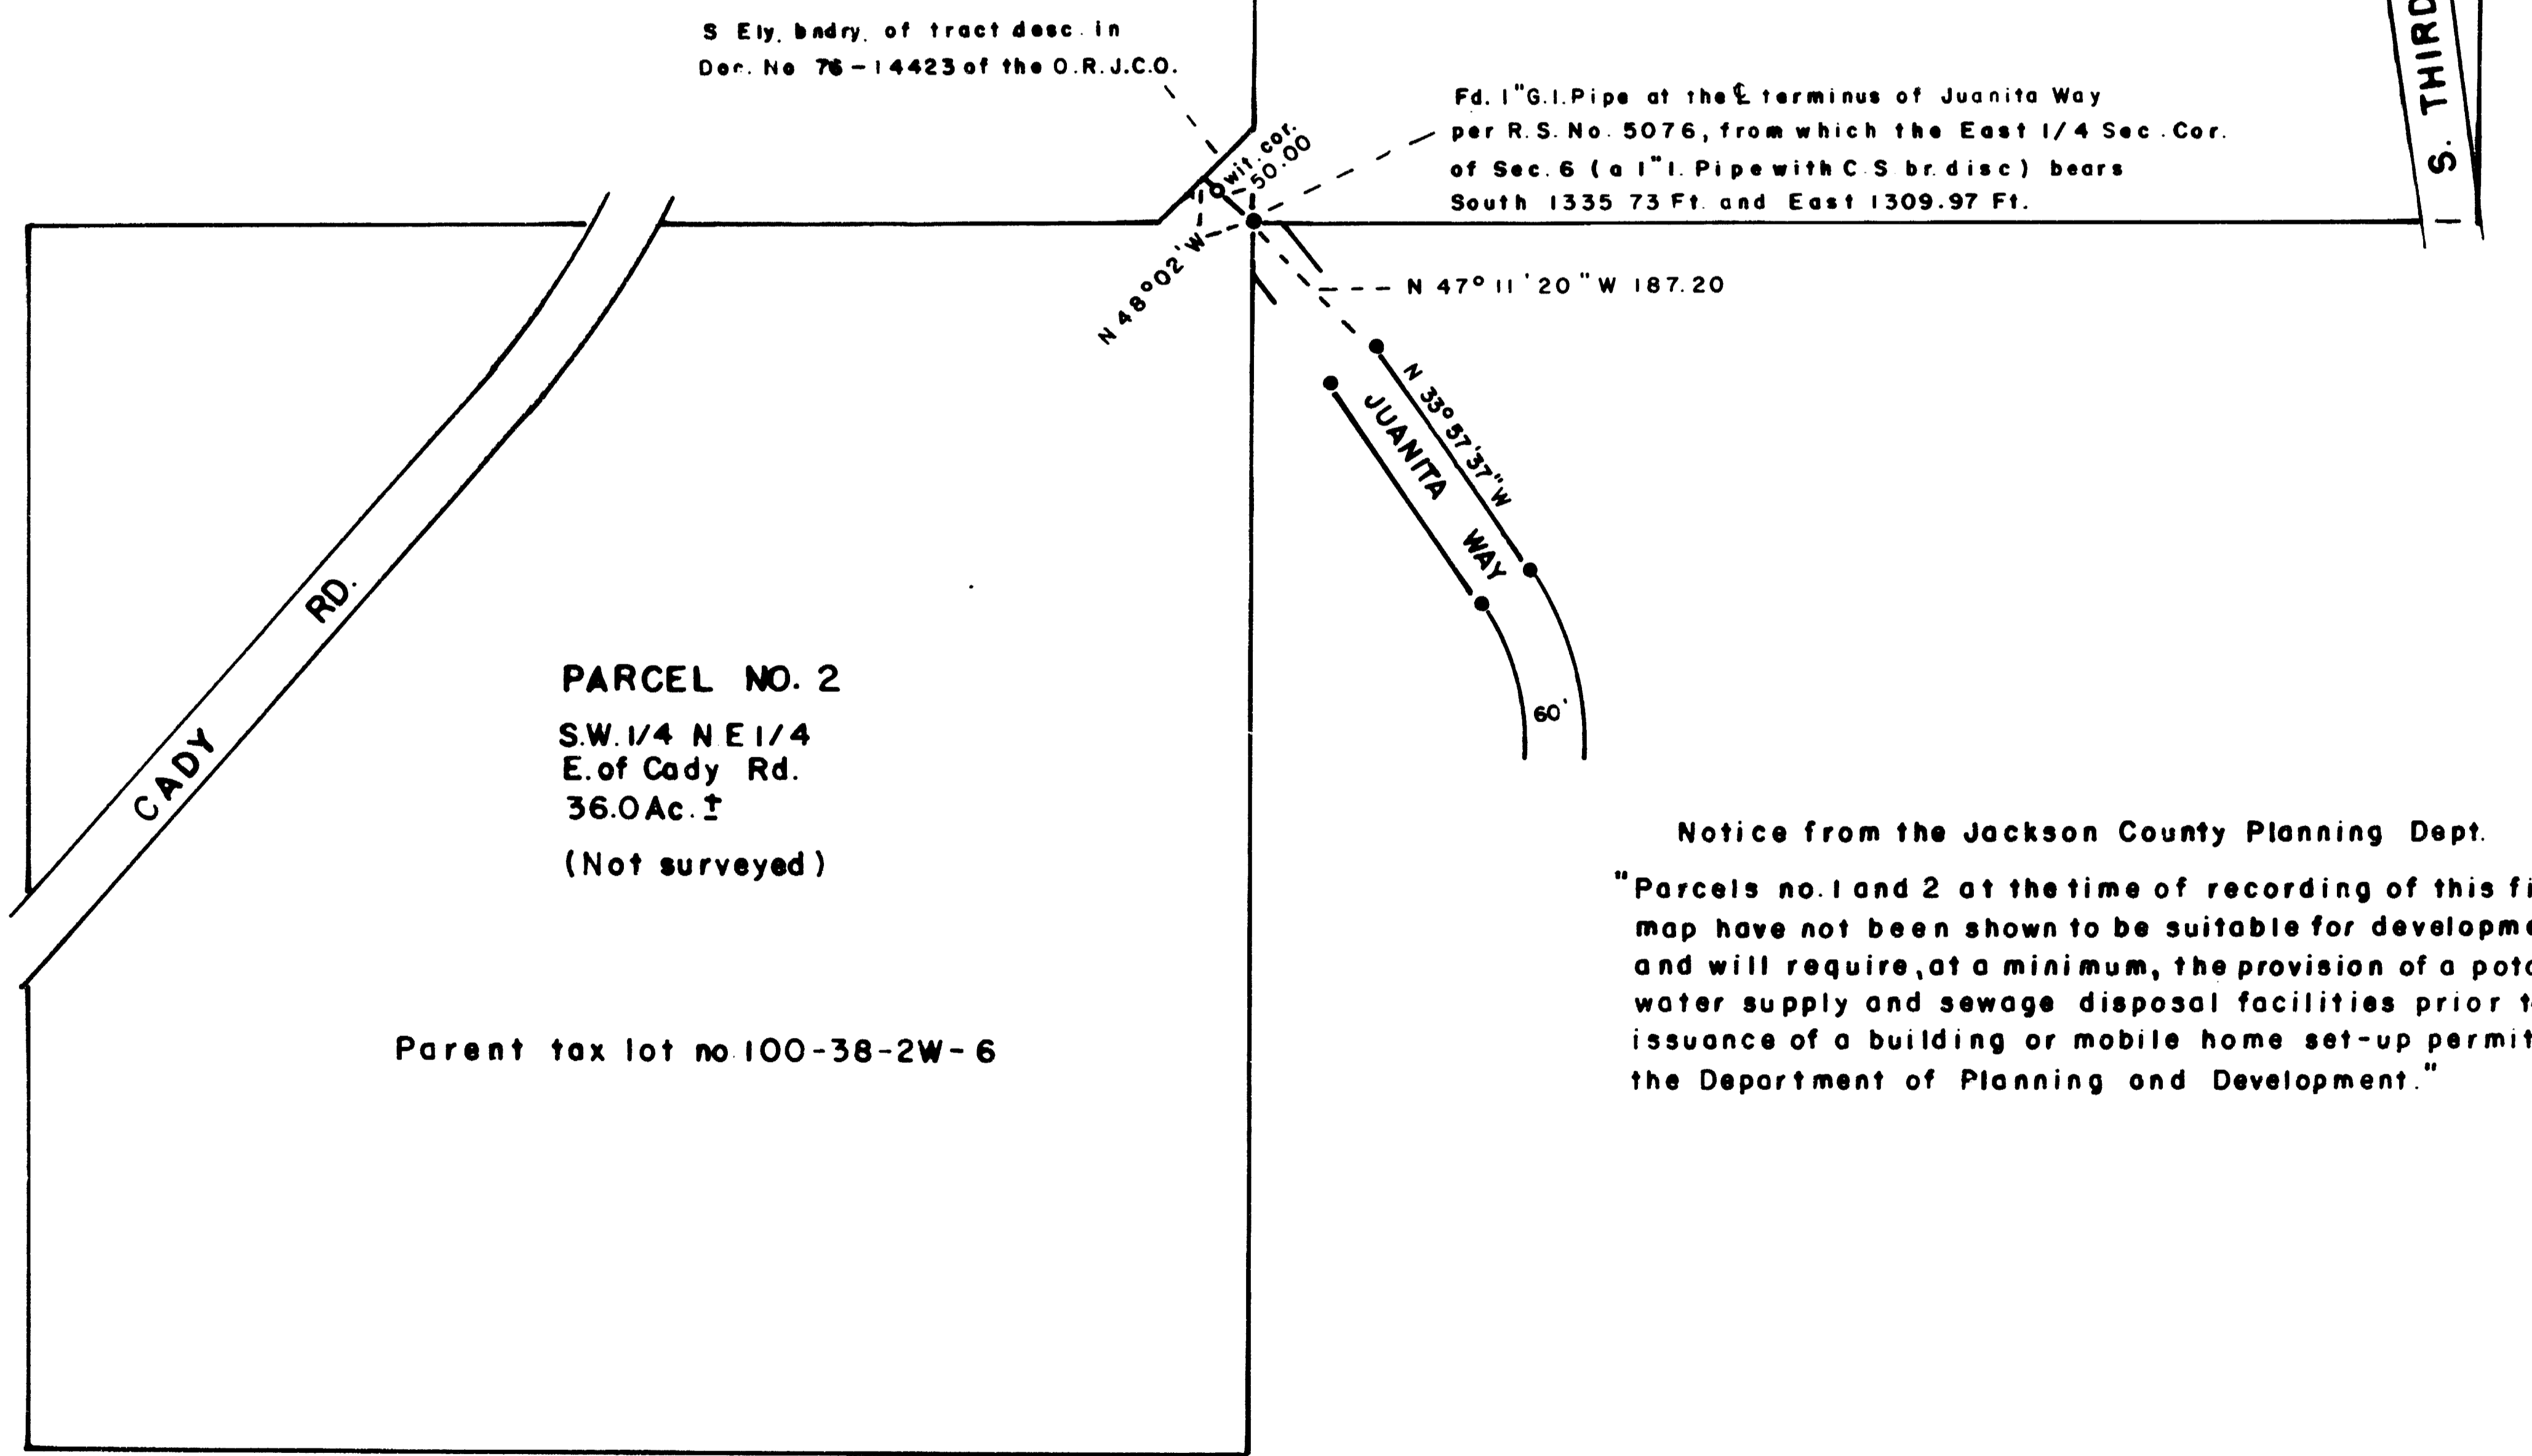 S Ely. bndry. of tract desc. in
Doc. No 76-14423 of the O.R.J.C.O.
Fd. 1"G.I.Pipe at the ℄ terminus of Juanita Way
per R.S. No. 5076, from which the East 1/4 Sec. Cor.
of Sec. 6 (a 1"I. Pipe with C.S br. disc) bears
South 1335 73 Ft. and East 1309.97 Ft.
S. THIRD
wit. cor.
50.00
N 48°02'W
N 47° 11'20"W 187.20
N 33° 57'37"W
JUANITA WAY
60'
CADY RD.
PARCEL NO. 2
S.W. 1/4 N E 1/4
E. of Cady Rd.
36.0 Ac. ±
(Not surveyed)
Parent tax lot no. 100-38-2W-6
Notice from the Jackson County Planning Dept.
"Parcels no. 1 and 2 at the time of recording of this
map have not been shown to be suitable for
and will require, at a minimum, the provision of a
water supply and sewage disposal facilities prior
issuance of a building or mobile home set-up permit
the Department of Planning and Development."